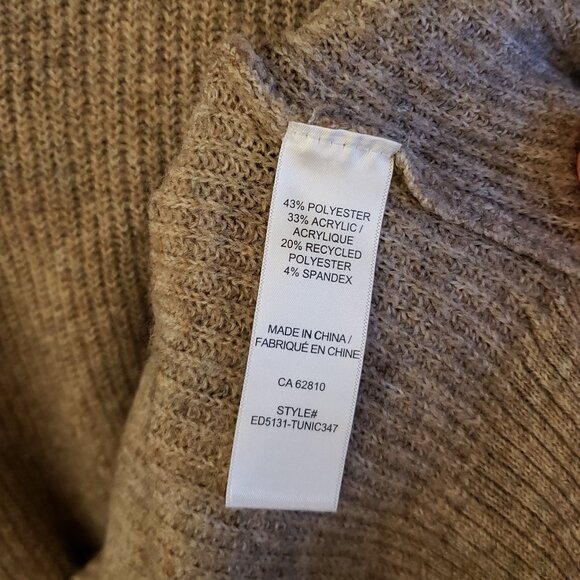 43% POLYESTER
33% ACRYLIC /
ACRYLIQUE
20% RECYCLED
POLYESTER
4% SPANDEX
MADE IN CHINA /
FABRIQUÉ EN CHINE
CA 62810
STYLE#
ED5131-TUNIC347